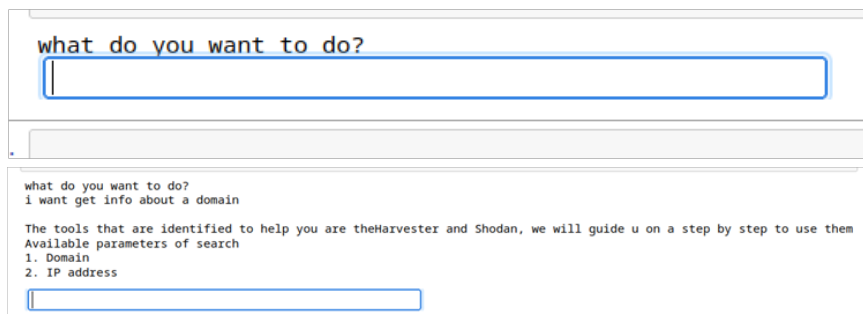 what do you want to do?
what do you want to do?
i want get info about a domain
The tools that are identified to help you are theHarvester and Shodan, we will guide u on a step by step to use them
Available parameters of search
1. Domain
2. IP address